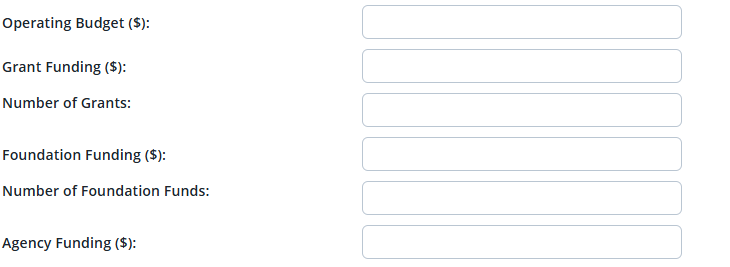 Operating Budget ($):
Grant Funding ($):
Number of Grants:
Foundation Funding ($):
Number of Foundation Funds:
Agency Funding ($):